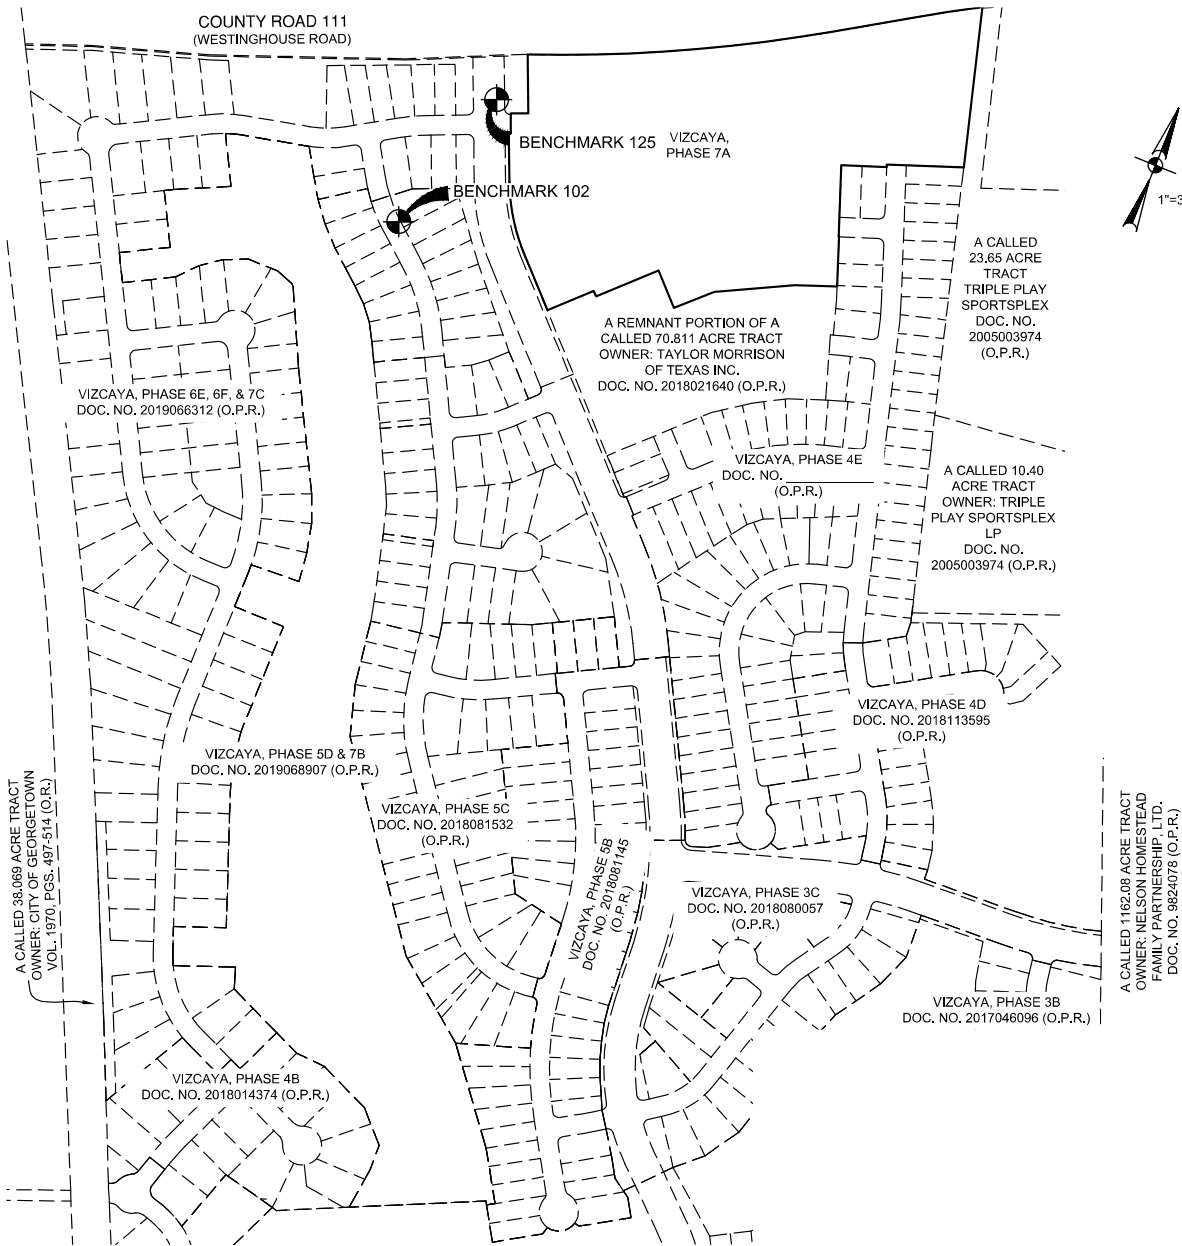 COUNTY ROAD 111
(WESTINGHOUSE ROAD)
BENCHMARK 125
VIZCAYA,
PHASE 7A
BENCHMARK 102
1"=3
A CALLED
23.65 ACRE
TRACT
TRIPLE PLAY
SPORTSPLEX
DOC. NO.
2005003974
(O.P.R.)
A REMNANT PORTION OF A
CALLED 70.811 ACRE TRACT
OWNER: TAYLOR MORRISON
OF TEXAS INC.
DOC. NO. 2018021640 (O.P.R.)
VIZCAYA, PHASE 6E, 6F, & 7C
DOC. NO. 2019066312 (O.P.R.)
VIZCAYA, PHASE 4E
DOC. NO. ____________
(O.P.R.)
A CALLED 10.40
ACRE TRACT
OWNER: TRIPLE
PLAY SPORTSPLEX
LP
DOC. NO.
2005003974 (O.P.R.)
VIZCAYA, PHASE 4D
DOC. NO. 2018113595
(O.P.R.)
VIZCAYA, PHASE 5D & 7B
DOC. NO. 2019068907 (O.P.R.)
VIZCAYA, PHASE 5C
DOC. NO. 2018081532
(O.P.R.)
VIZCAYA, PHASE 5B
DOC. NO. 2018081145
(O.P.R.)
A CALLED 38.069 ACRE TRACT
OWNER: CITY OF GEORGETOWN
VOL. 1970, PGS. 497-514 (O.R.)
VIZCAYA, PHASE 3C
DOC. NO. 2018080057
(O.P.R.)
A CALLED 1162.08 ACRE TRACT
OWNER: NELSON HOMESTEAD
FAMILY PARTNERSHIP, LTD.
DOC. NO. 9824078 (O.P.R.)
VIZCAYA, PHASE 3B
DOC. NO. 2017046096 (O.P.R.)
VIZCAYA, PHASE 4B
DOC. NO. 2018014374 (O.P.R.)